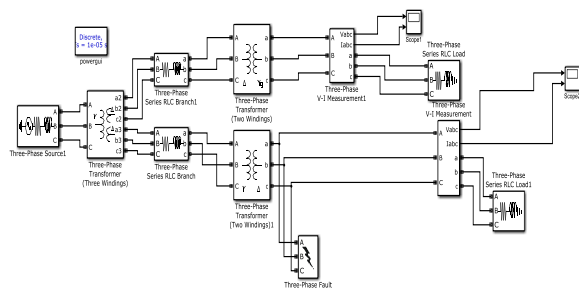 Discrete,
s = 1e-05 s
powergui
A
B
C
Three-Phase Source1
A
B
C
a2
b2
c2
a3
b3
c3
Three-Phase
Transformer
(Three Windings)
A
B
C
a
b
c
Three-Phase
Series RLC Branch1
A
B
C
a
b
c
Three-Phase
Series RLC Branch
A
B
C
a
b
c
Δ
Yg
Three-Phase
Transformer
(Two Windings)
A
B
C
a
b
c
Y
Δ
Three-Phase
Transformer
(Two Windings)1
A
B
C
Vabc
Iabc
a
b
c
Three-Phase
V-I Measurement1
Scopef
Three-Phase
Series RLC Load
A
B
C
Three-Phase
V-I Measurement
A
B
C
Vabc
Iabc
a
b
c
Scope
Three-Phase
Series RLC Load1
A
B
C
A
B
C
Three-Phase Fault